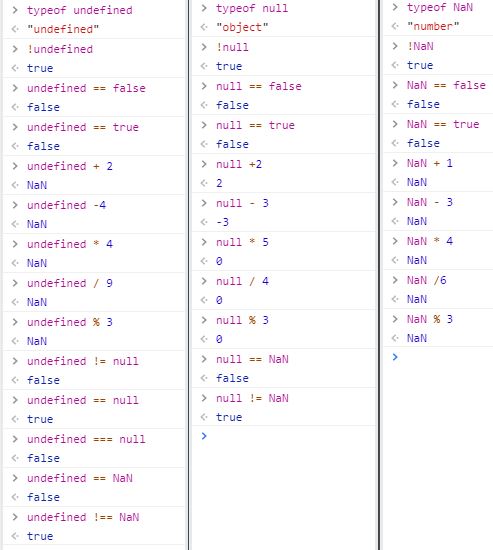 typeof undefined
"undefined"
!undefined
true
undefined == false
false
undefined == true
false
undefined + 2
NaN
undefined -4
NaN
undefined * 4
NaN
undefined / 9
NaN
undefined % 3
NaN
undefined != null
false
undefined == null
true
undefined === null
false
undefined == NaN
false
undefined !== NaN
true
typeof null
"object"
!null
true
null == false
false
null == true
false
null +2
2
null - 3
-3
null * 5
0
null / 4
0
null % 3
0
null == NaN
false
null != NaN
true
typeof NaN
"number"
!NaN
true
NaN == false
false
NaN == true
false
NaN + 1
NaN
NaN - 3
NaN
NaN * 4
NaN
NaN /6
NaN
NaN % 3
NaN